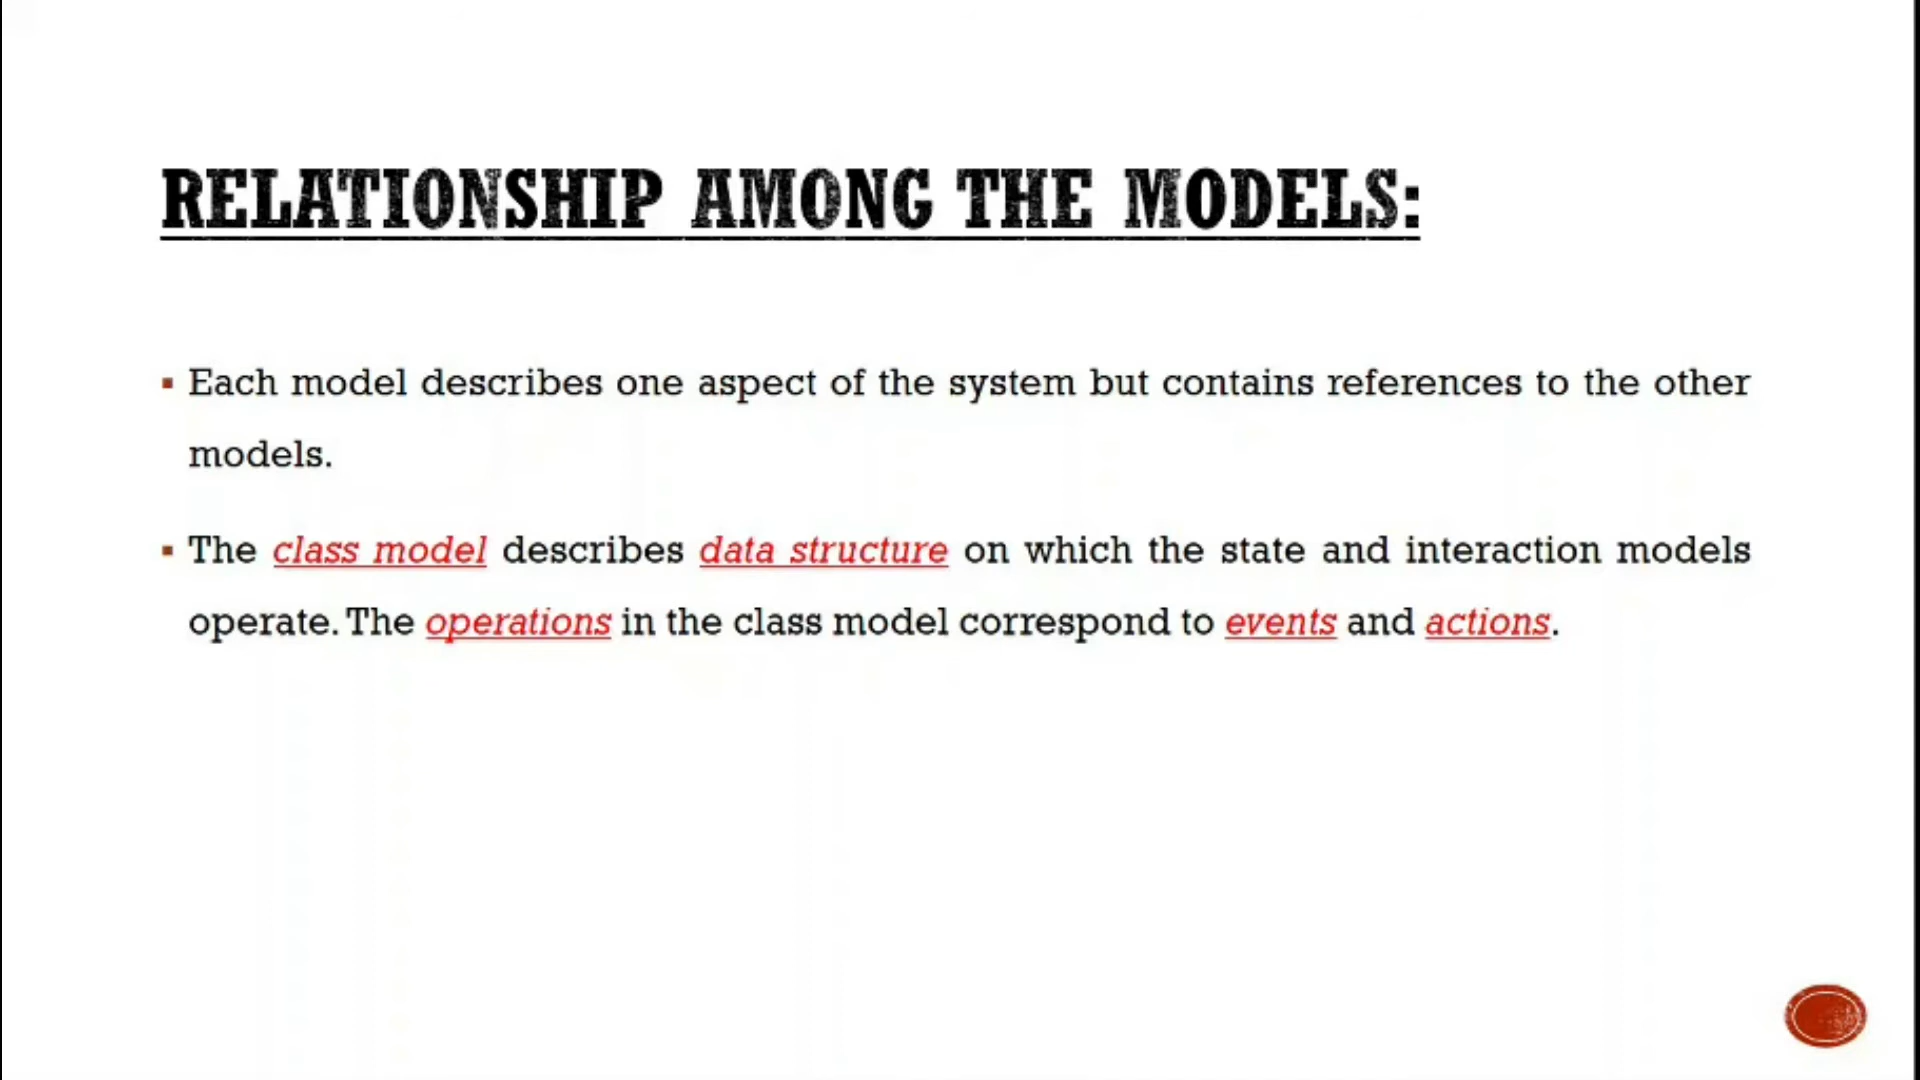 RELATIONSHIP AMONG THE MODELS:
▪ Each model describes one aspect of the system but contains references to the other
models.
▪ The class model describes data structure on which the state and interaction models
operate. The operations in the class model correspond to events and actions.